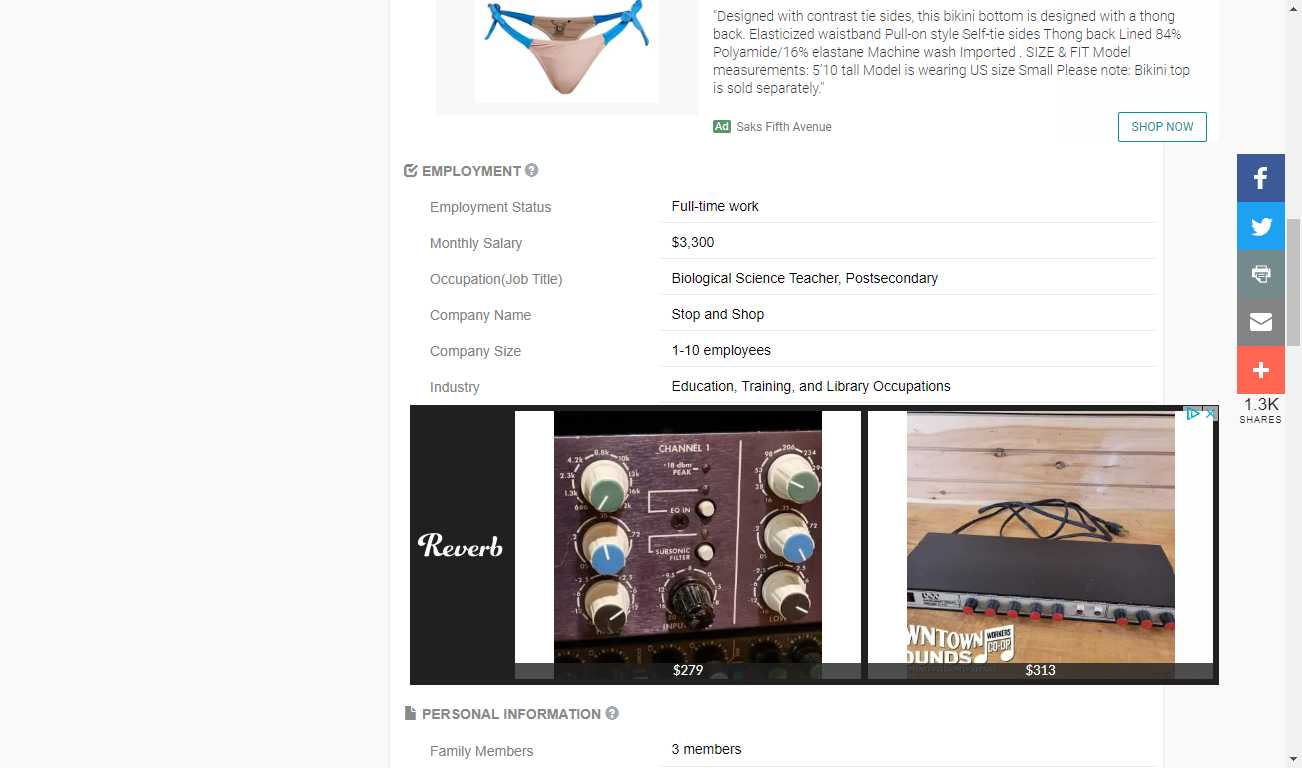 "Designed with contrast tie sides, this bikini bottom is designed with a thong
back. Elasticized waistband Pull-on style Self-tie sides Thong back Lined 84%
Polyamide/16% elastane Machine wash Imported . SIZE & FIT Model
measurements: 5'10 tall Model is wearing US size Small Please note: Bikini top
is sold separately."
Ad Saks Fifth Avenue
SHOP NOW
EMPLOYMENT
Employment Status Full-time work
Monthly Salary $3,300
Occupation(Job Title) Biological Science Teacher, Postsecondary
Company Name Stop and Shop
Company Size 1-10 employees
Industry Education, Training, and Library Occupations
1.3K
SHARES
Reverb
CHANNEL 1
-18 dbm
PEAK
EQ IN
SUBSONIC
FILTER
$279
WNTOWN
OUNDS
WORKERS
CO-OP
$313
PERSONAL INFORMATION
Family Members 3 members